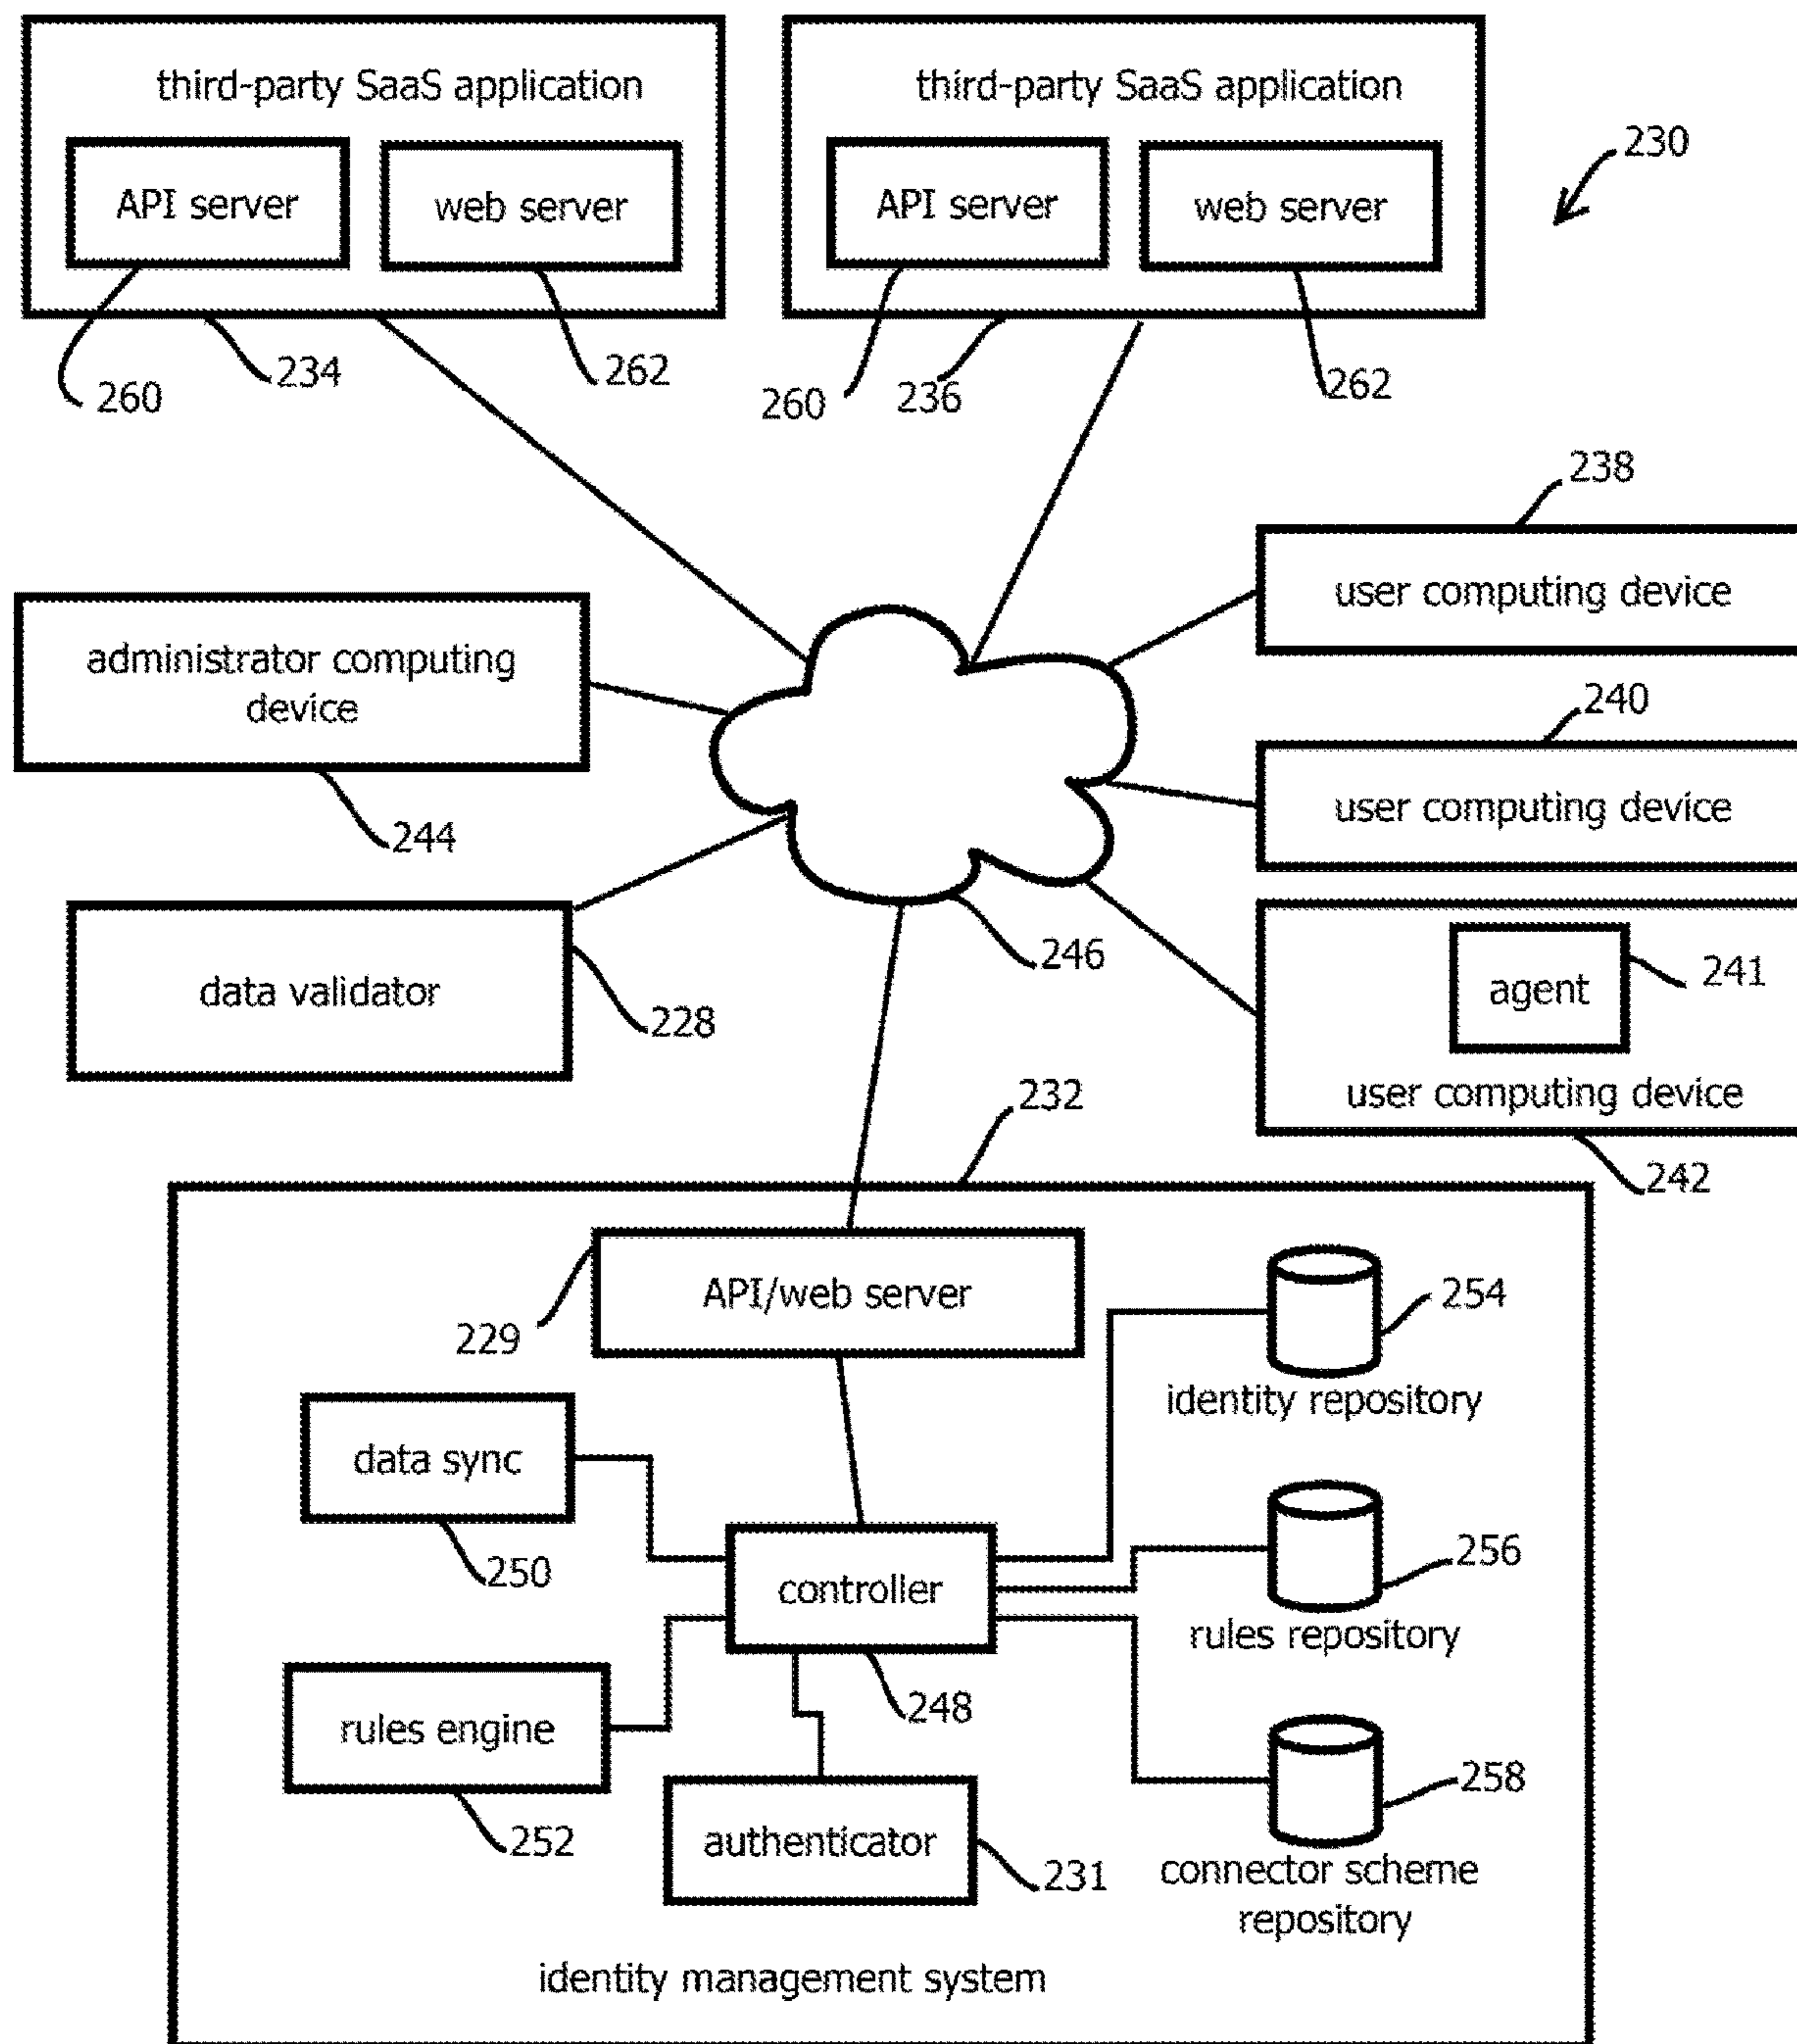 third-party SaaS application
API server
web server
260
234
262
third-party SaaS application
API server
web server
260
236
262
230
238
user computing device
administrator computing
device
244
240
user computing device
data validator
228
246
agent
241
user computing device
242
232
API/web server
229
254
identity repository
data sync
250
controller
248
256
rules repository
rules engine
252
authenticator
231
258
connector scheme
repository
identity management system